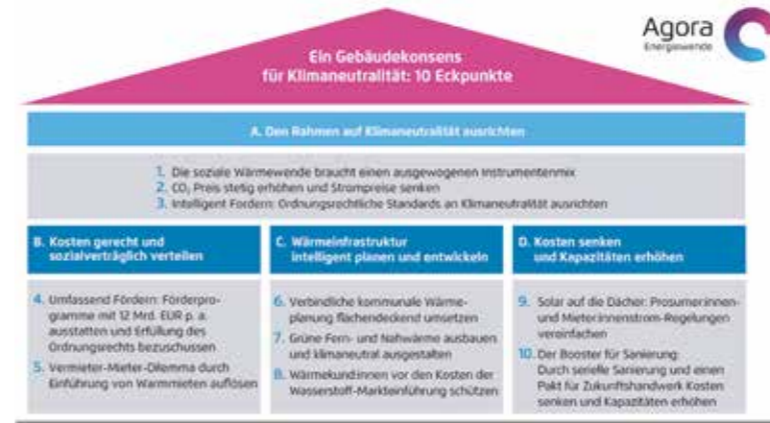 Agora
Energiewende
Ein Gebäudekonsens
für Klimaneutralität: 10 Eckpunkte
A. Den Rahmen auf Klimaneutralität ausrichten
1. Die soziale Wärmewende braucht einen ausgewogenen Instrumentenmix
2. CO₂ Preis stetig erhöhen und Strompreise senken
3. Intelligent Fordern: Ordnungsrechtliche Standards an Klimaneutralität ausrichten
B. Kosten gerecht und
sozialverträglich verteilen
4. Umfassend Fördern: Förderpro-
gramme mit 12 Mrd. EUR p. a.
ausstatten und Erfüllung des
Ordnungsrechts bezuschussen
5. Vermieter-Mieter-Dilemma durch
Einführung von Warmmieten auflösen
C. Wärmeinfrastruktur
intelligent planen und entwickeln
6. Verbindliche kommunale Wärme-
planung flächendeckend umsetzen
7. Grüne Fern- und Nahwärme ausbauen
und klimaneutral ausgestalten
8. Wärmekund:innen vor den Kosten der
Wasserstoff-Markteinführung schützen
D. Kosten senken
und Kapazitäten erhöhen
9. Solar auf die Dächer: Prosumer:innen-
und Mieter:innenstrom-Regelungen
vereinfachen
10. Der Booster für Sanierung:
Durch serielle Sanierung und einen
Pakt für Zukunftshandwerk Kosten
senken und Kapazitäten erhöhen